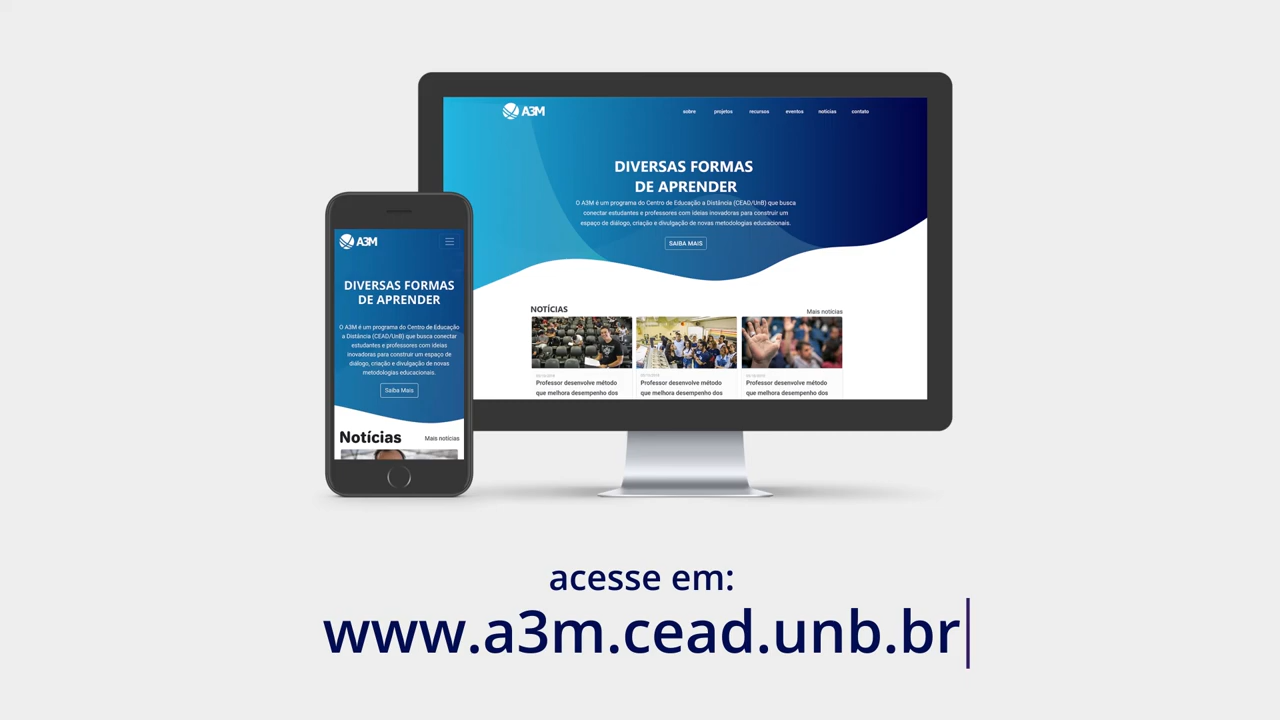 A3M
sobre projetos recursos eventos notícias contato
DIVERSAS FORMAS
DE APRENDER
O A3M é um programa do Centro de Educação a Distância (CEAD/UnB) que busca
conectar estudantes e professores com ideias inovadoras para construir um
espaço de diálogo, criação e divulgação de novas metodologias educacionais.
SAIBA MAIS
NOTÍCIAS
Mais notícias
Professor desenvolve método
que melhora desempenho dos
Professor desenvolve método
que melhora desempenho dos
Professor desenvolve método
que melhora desempenho dos
A3M
DIVERSAS FORMAS
DE APRENDER
O A3M é um programa do Centro de Educação
a Distância (CEAD/UnB) que busca conectar
estudantes e professores com ideias
inovadoras para construir um espaço de
diálogo, criação e divulgação de novas
metodologias educacionais.
Saiba Mais
Notícias
Mais notícias
acesse em:
www.a3m.cead.unb.br